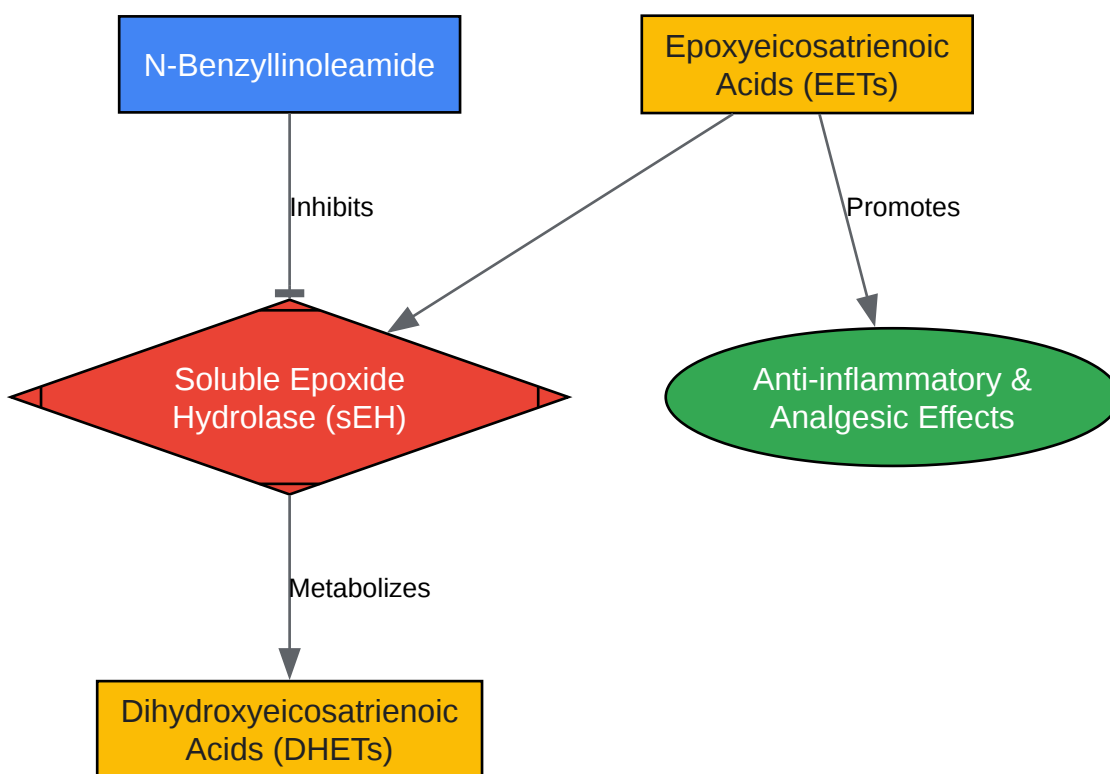 N-Benzyllinoleamide
Epoxyeicosatrienoic
Acids (EETs)
Inhibits
Promotes
Soluble Epoxide
Hydrolase (sEH)
Anti-inflammatory &
Analgesic Effects
Metabolizes
Dihydroxyeicosatrienoic
Acids (DHETs)